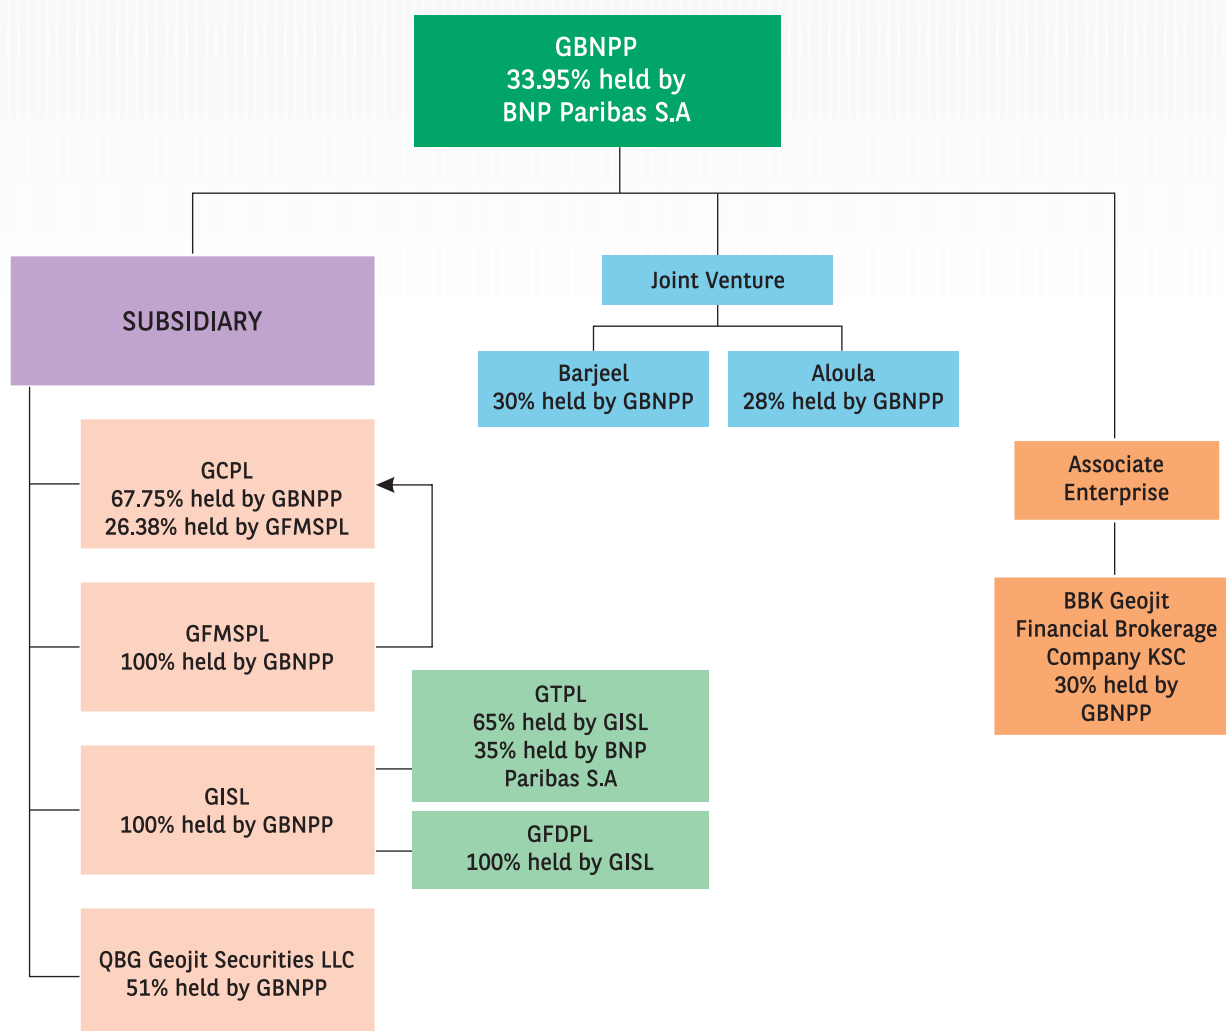 GBNPP
33.95% held by
BNP Paribas S.A
SUBSIDIARY
GCPL
67.75% held by GBNPP
26.38% held by GFMSPL
GFMSPL
100% held by GBNPP
GISL
100% held by GBNPP
GTPL
65% held by GISL
35% held by BNP
Paribas S.A
GFDPL
100% held by GISL
QBG Geojit Securities LLC
51% held by GBNPP
Joint Venture
Barjeel
30% held by GBNPP
Aloula
28% held by GBNPP
Associate
Enterprise
BBK Geojit
Financial Brokerage
Company KSC
30% held by
GBNPP